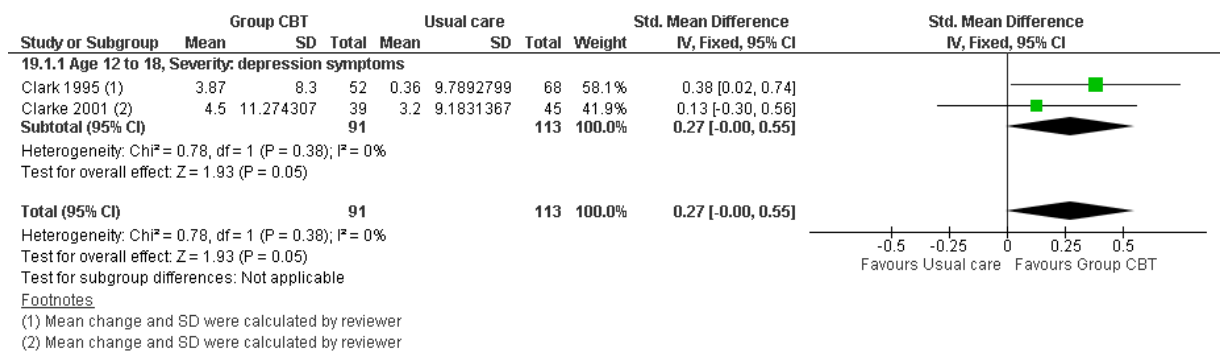 Group CBT Usual care Std. Mean Difference Std. Mean Difference
Study or Subgroup Mean SD Total Mean SD Total Weight IV, Fixed, 95% CI IV, Fixed, 95% CI
19.1.1 Age 12 to 18, Severity: depression symptoms
Clark 1995 (1) 3.87 8.3 52 0.36 9.7892799 68 58.1% 0.38 [0.02, 0.74]
Clarke 2001 (2) 4.5 11.274307 39 3.2 9.1831367 45 41.9% 0.13 [-0.30, 0.56]
Subtotal (95% CI) 91 113 100.0% 0.27 [-0.00, 0.55]
Heterogeneity: Chi² = 0.78, df = 1 (P = 0.38); I² = 0%
Test for overall effect: Z = 1.93 (P = 0.05)
Total (95% CI) 91 113 100.0% 0.27 [-0.00, 0.55]
Heterogeneity: Chi² = 0.78, df = 1 (P = 0.38); I² = 0%
Test for overall effect: Z = 1.93 (P = 0.05)
Test for subgroup differences: Not applicable
-0.5 -0.25 0 0.25 0.5
Favours Usual care Favours Group CBT
Footnotes
(1) Mean change and SD were calculated by reviewer
(2) Mean change and SD were calculated by reviewer